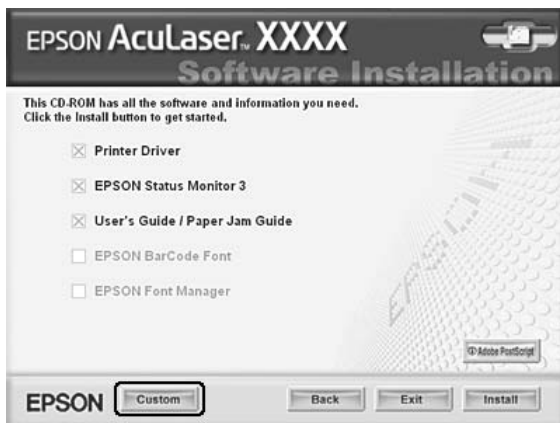 EPSON AcuLaser™ XXXX
Software Installation
This CD-ROM has all the software and information you need.
Click the Install button to get started.
Printer Driver
EPSON Status Monitor 3
User's Guide / Paper Jam Guide
EPSON BarCode Font
EPSON Font Manager
EPSON
Adobe PostScript
EPSON Custom Back Exit Install